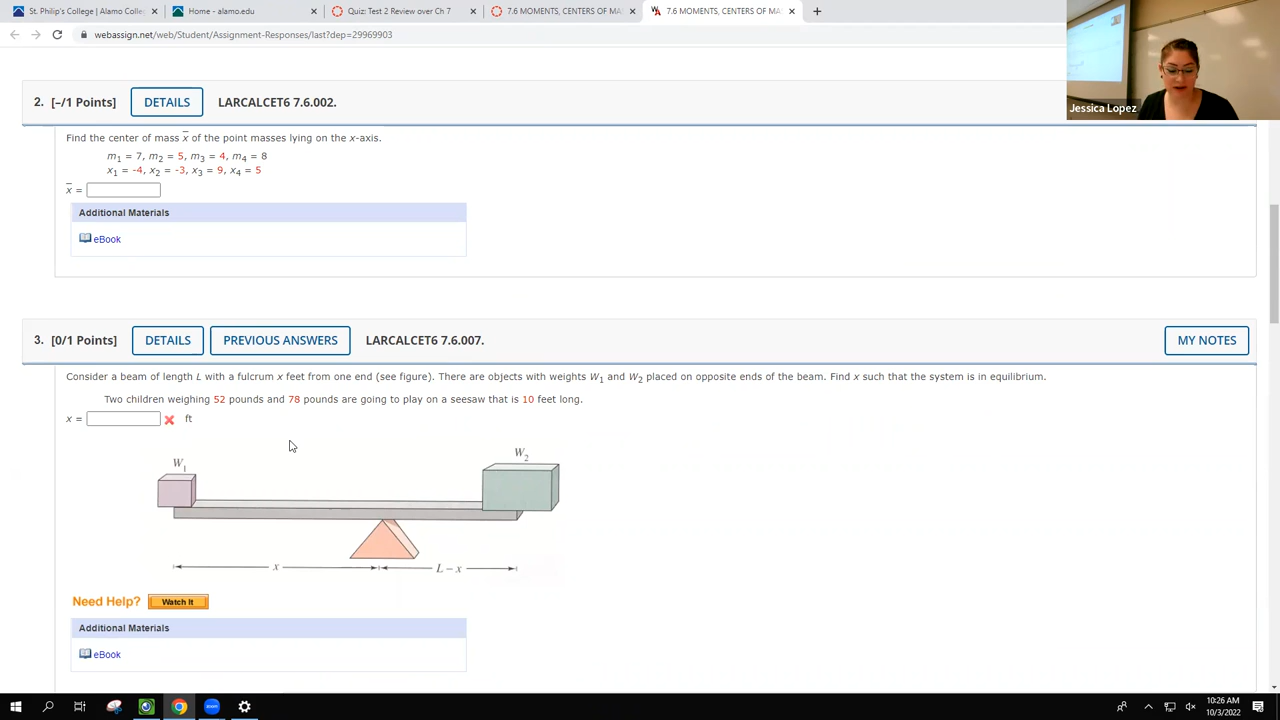 St. Philip's College | Alamo Colle
Home - alamo.edu
Quiz: Test 2 Review over Ch 7
7.6 MOMENTS, CENTERS OF MA
7.6 MOMENTS, CENTERS OF MA
webassign.net/web/Student/Assignment-Responses/last?dep=29969903
Jessica Lopez
2. [–/1 Points] DETAILS LARCALCET6 7.6.002.
Find the center of mass x̅ of the point masses lying on the x-axis.
m₁ = 7, m₂ = 5, m₃ = 4, m₄ = 8
x₁ = -4, x₂ = -3, x₃ = 9, x₄ = 5
x̅ =
Additional Materials
eBook
3. [0/1 Points] DETAILS PREVIOUS ANSWERS LARCALCET6 7.6.007. MY NOTES
Consider a beam of length L with a fulcrum x feet from one end (see figure). There are objects with weights W₁ and W₂ placed on opposite ends of the beam. Find x such that the system is in equilibrium.
Two children weighing 52 pounds and 78 pounds are going to play on a seesaw that is 10 feet long.
x = ft
W₁
W₂
x
L – x
Need Help? Watch It
Additional Materials
eBook
10:26 AM
10/3/2022